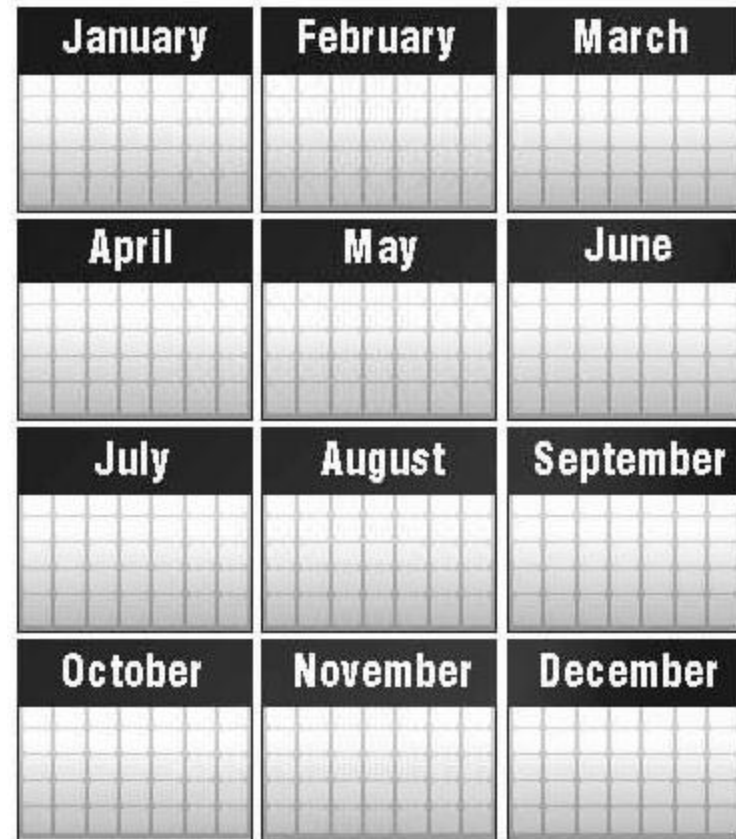 January February March
April May June
July August September
October November December